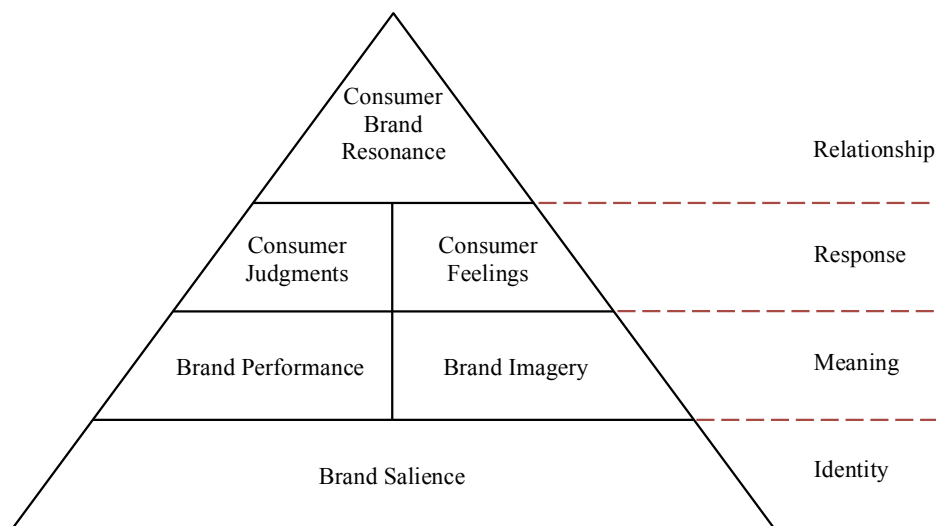 Consumer
Brand
Resonance
Relationship
Consumer
Judgments
Consumer
Feelings
Response
Brand Performance
Brand Imagery
Meaning
Brand Salience
Identity